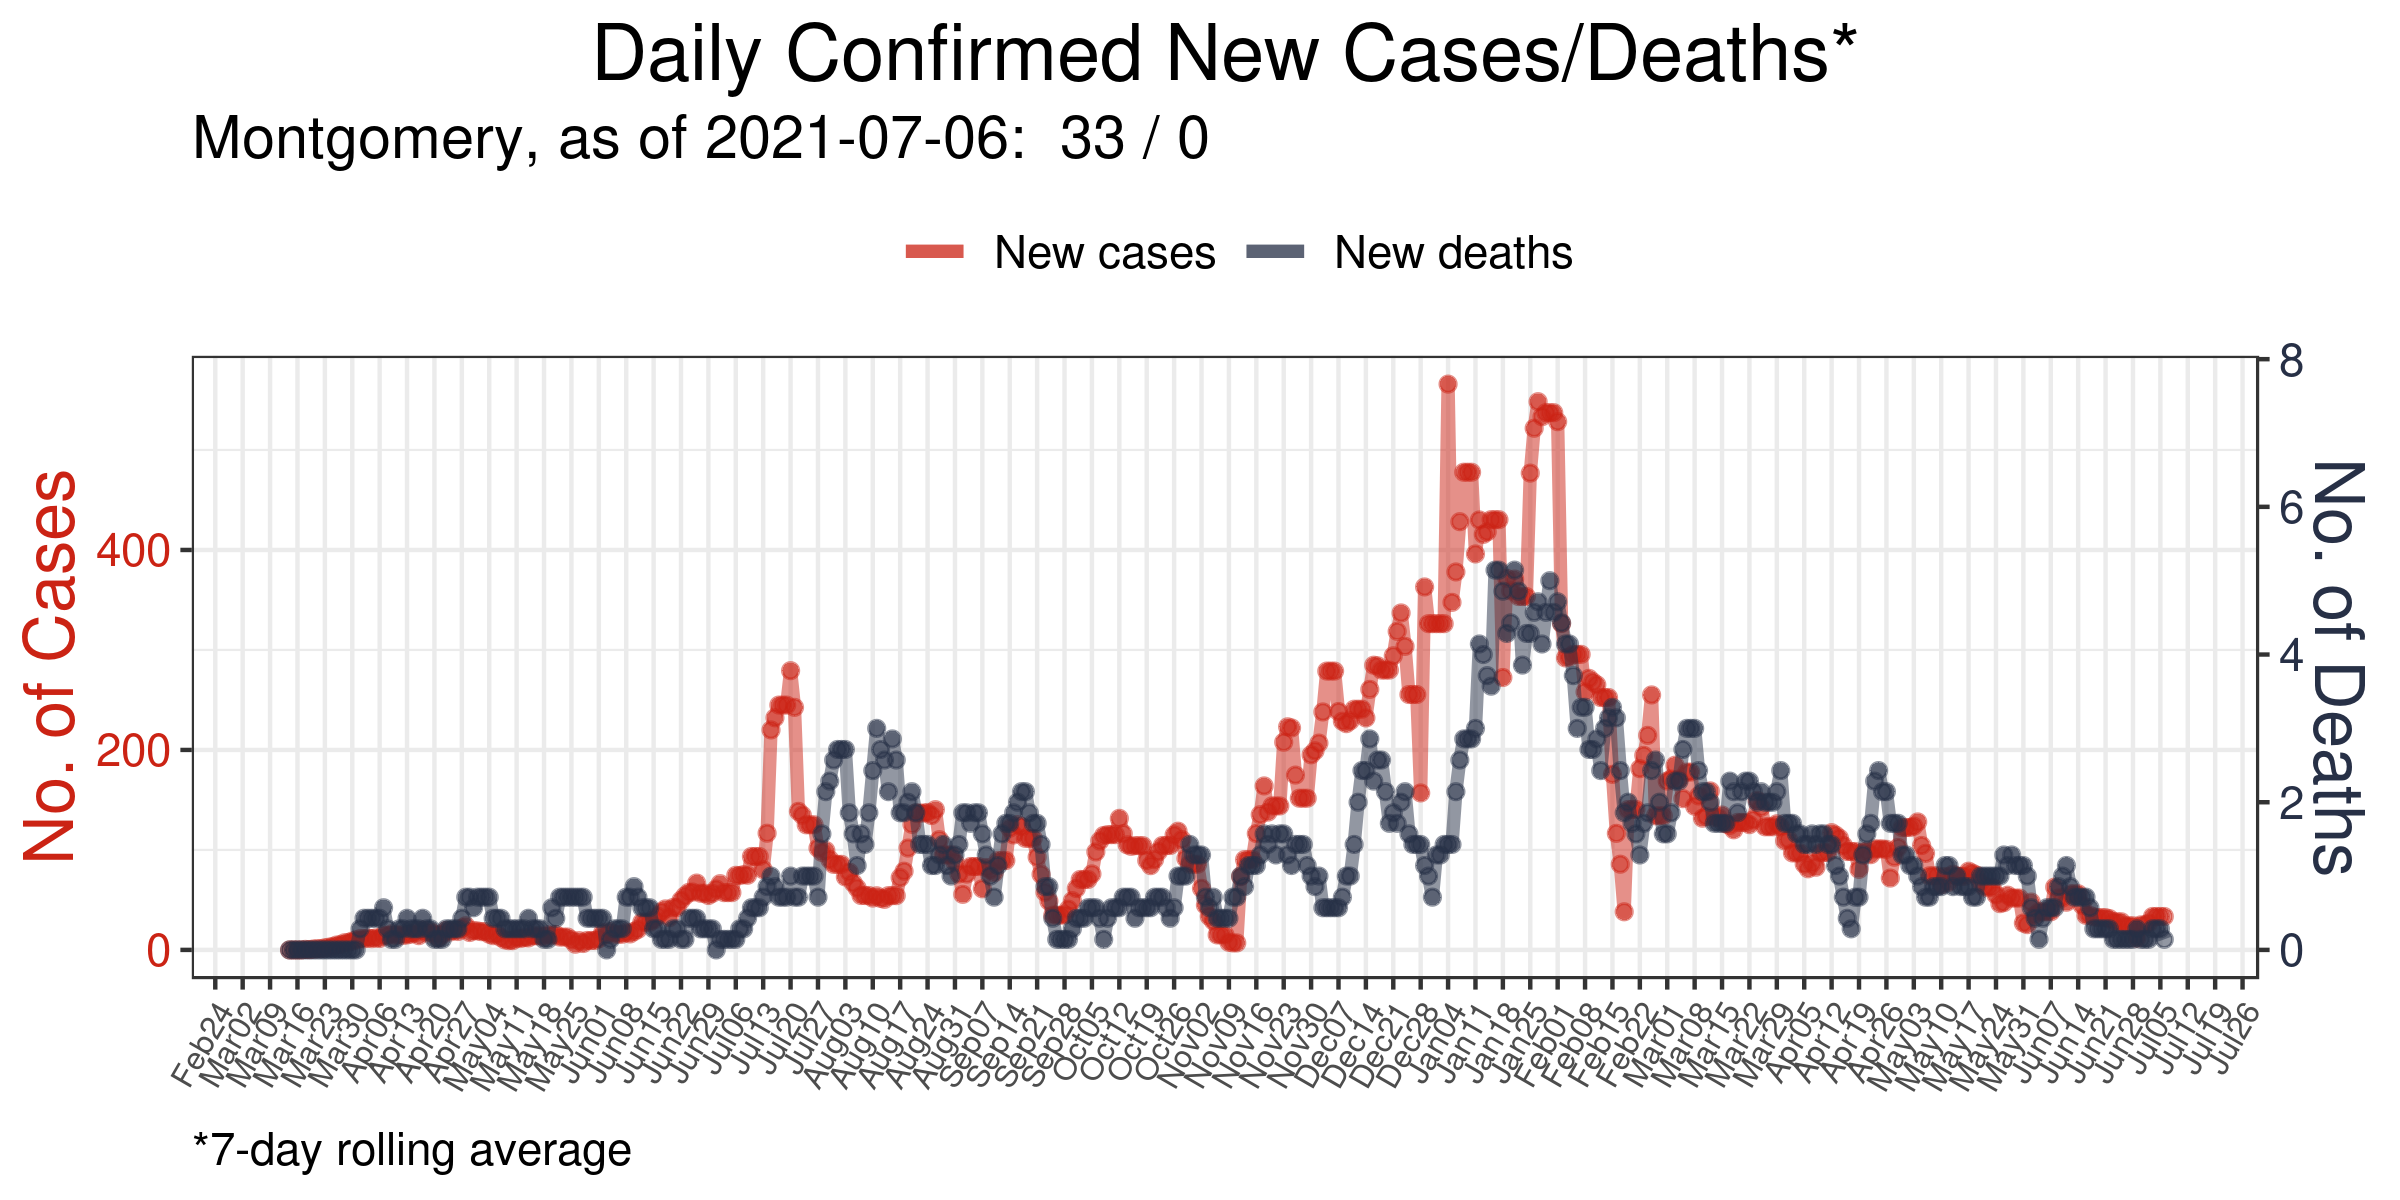 Daily Confirmed New Cases/Deaths*
Montgomery, as of 2021-07-06:  33 / 0
New cases
New deaths
No. of Cases
400
200
0
8
6
4
2
0
No. of Deaths
Feb24
Mar02
Mar09
Mar16
Mar23
Mar30
Apr06
Apr13
Apr20
Apr27
May04
May11
May18
May25
Jun01
Jun08
Jun15
Jun22
Jun29
Jul06
Jul13
Jul20
Jul27
Aug03
Aug10
Aug17
Aug24
Aug31
Sep07
Sep14
Sep21
Sep28
Oct05
Oct12
Oct19
Oct26
Nov02
Nov09
Nov16
Nov23
Nov30
Dec07
Dec14
Dec21
Dec28
Jan04
Jan11
Jan18
Jan25
Feb01
Feb08
Feb15
Feb22
Mar01
Mar08
Mar15
Mar22
Mar29
Apr05
Apr12
Apr19
Apr26
May03
May10
May17
May24
May31
Jun07
Jun14
Jun21
Jun28
Jul05
Jul12
Jul19
Jul26
*7-day rolling average